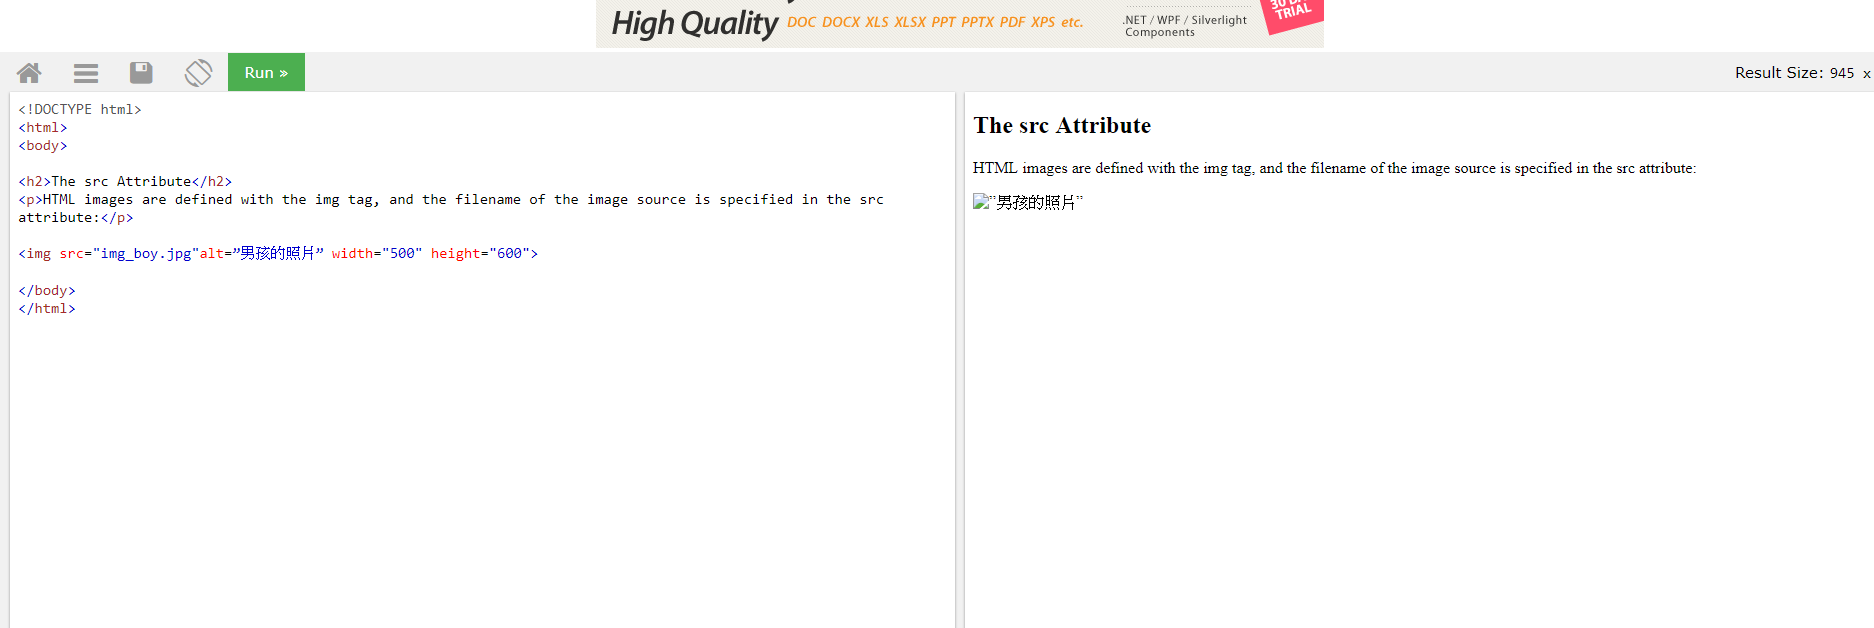 High Quality DOC DOCX XLS XLSX PPT PPTX PDF XPS etc.
.NET / WPF / Silverlight
Components
TRIAL
Run »
Result Size: 945 x
<!DOCTYPE html>
<html>
<body>
<h2>The src Attribute</h2>
<p>HTML images are defined with the img tag, and the filename of the image source is specified in the src
attribute:</p>
<img src="img_boy.jpg"alt=”男孩的照片” width="500" height="600">
</body>
</html>
The src Attribute
HTML images are defined with the img tag, and the filename of the image source is specified in the src attribute:
”男孩的照片”